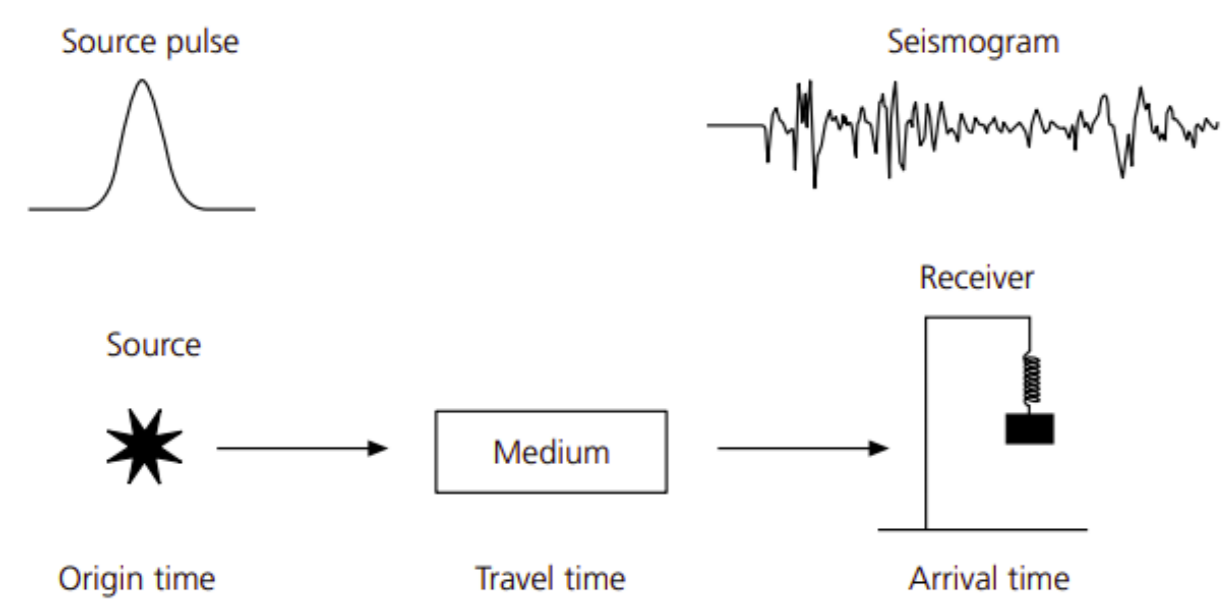 Source pulse
Seismogram
Receiver
Source
Medium
Origin time
Travel time
Arrival time